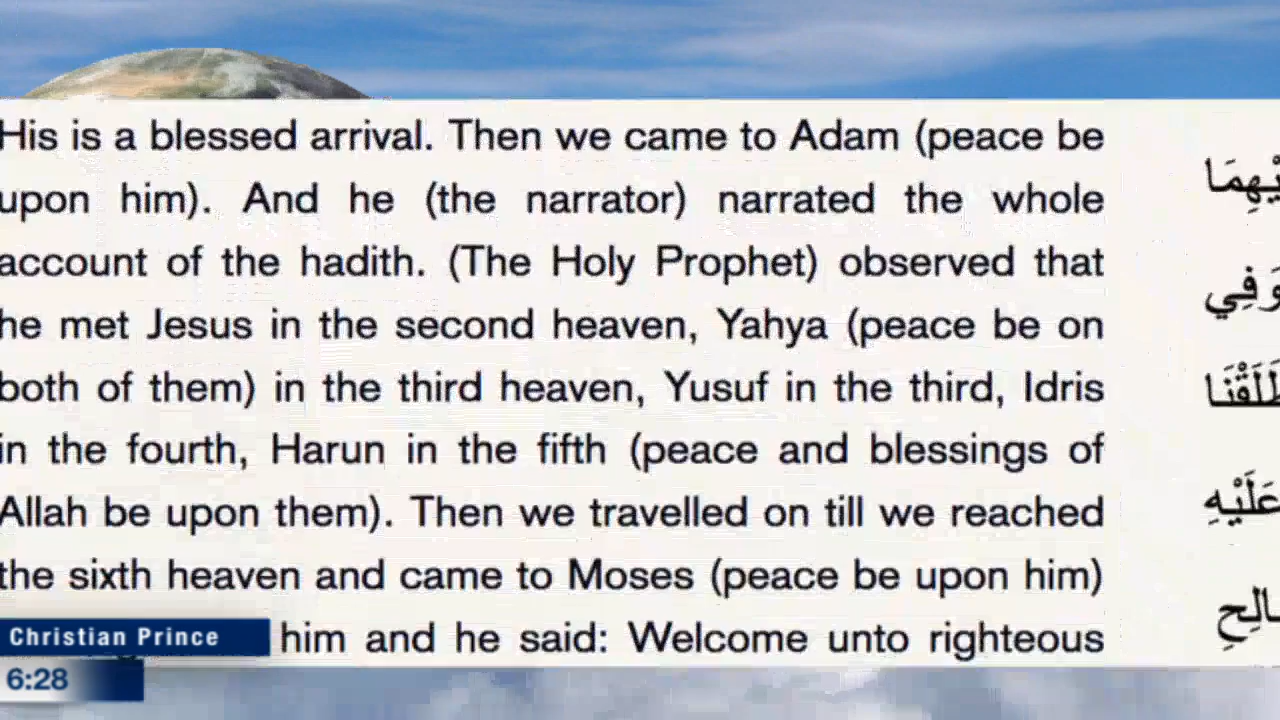 His is a blessed arrival. Then we came to Adam (peace be
upon him). And he (the narrator) narrated the whole
account of the hadith. (The Holy Prophet) observed that
he met Jesus in the second heaven, Yahya (peace be on
both of them) in the third heaven, Yusuf in the third, Idris
in the fourth, Harun in the fifth (peace and blessings of
Allah be upon them). Then we travelled on till we reached
the sixth heaven and came to Moses (peace be upon him)
him and he said: Welcome unto righteous
Christian Prince
6:28
عَلَيْهِ